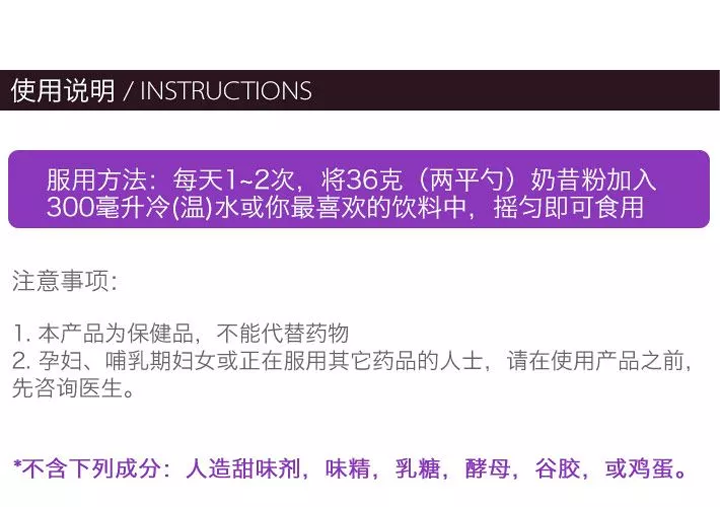 使用说明 / INSTRUCTIONS
服用方法：每天1~2次，将36克（两平勺）奶昔粉加入
300毫升冷(温)水或你最喜欢的饮料中，摇匀即可食用
注意事项：
1. 本产品为保健品，不能代替药物
2. 孕妇、哺乳期妇女或正在服用其它药品的人士，请在使用产品之前，
先咨询医生。
*不含下列成分：人造甜味剂，味精，乳糖，酵母，谷胶，或鸡蛋。